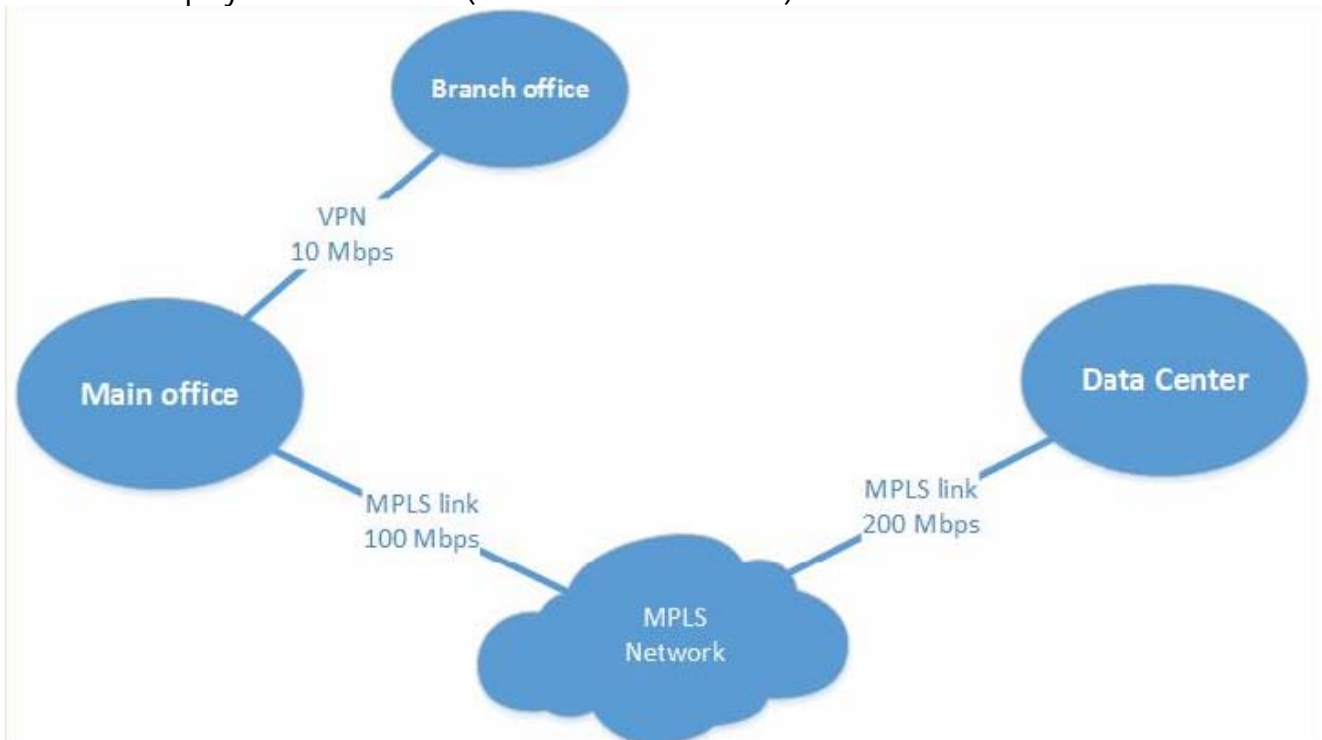 Branch office
VPN
10 Mbps
Main office
Data Center
MPLS link
100 Mbps
MPLS link
200 Mbps
MPLS
Network